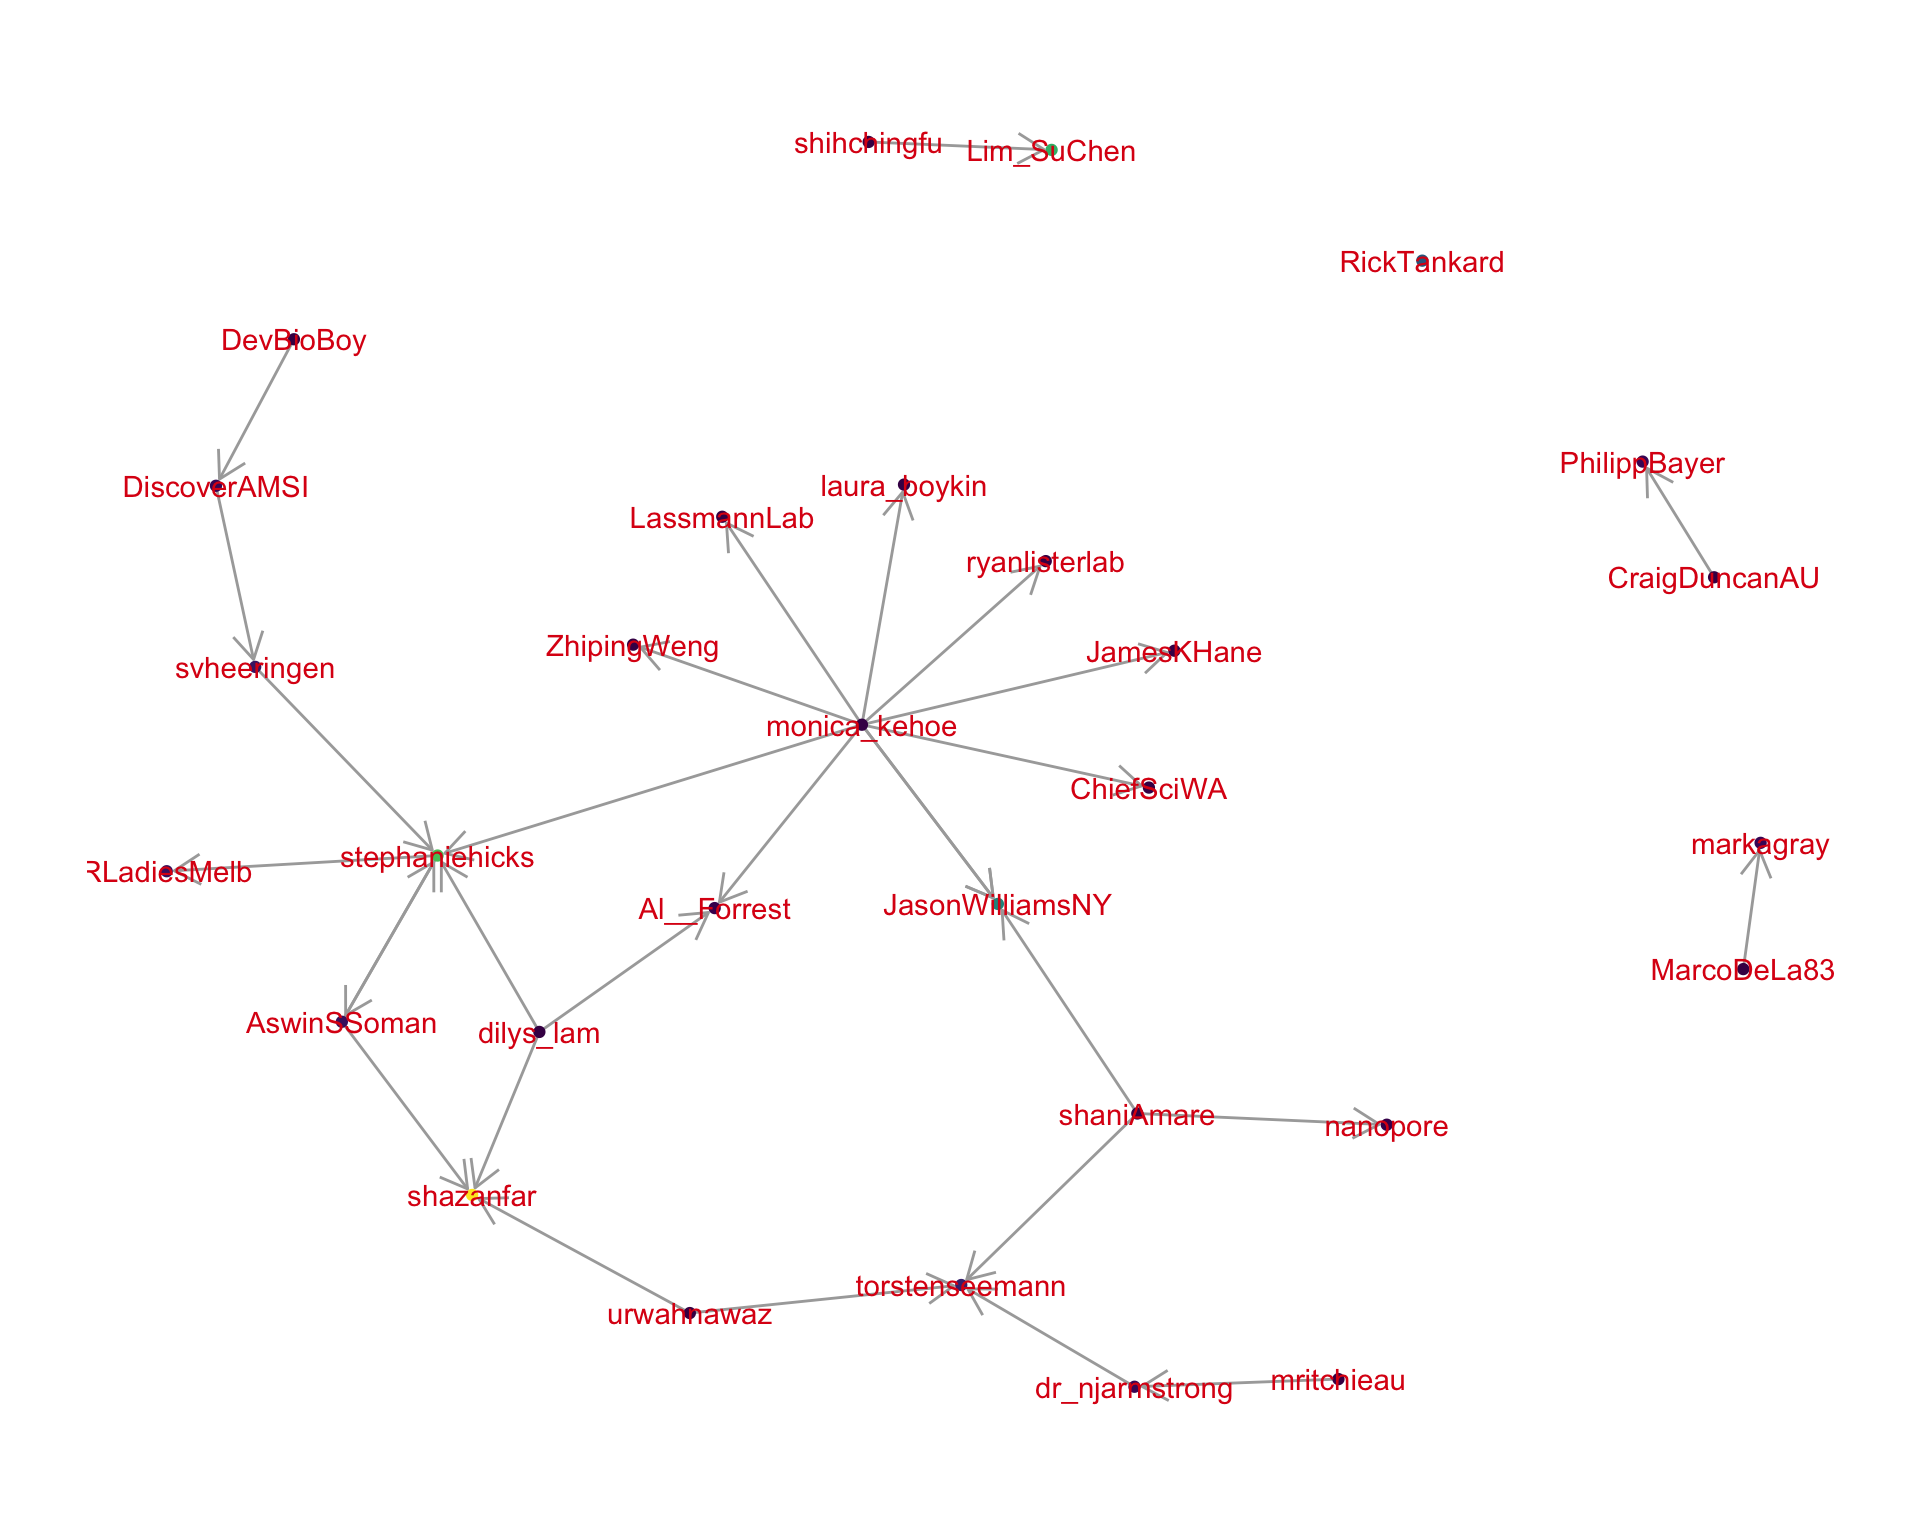 shihchingfu
Lim_SuChen
RickTankard
DevBioBoy
PhilippBayer
DiscoverAMSI
laura_boykin
LassmannLab
ryanlisterlab
CraigDuncanAU
ZhipingWeng
JamesKHane
svheeringen
monica_kehoe
ChiefSciWA
markagray
stephaniehicks
RLadiesMelb
Al__Forrest
JasonWilliamsNY
MarcoDeLa83
AswinSSoman
dilys_lam
shaniAmare
nanopore
shazanfar
torstenseemann
urwahnawaz
dr_njarmstrong
mritchieau